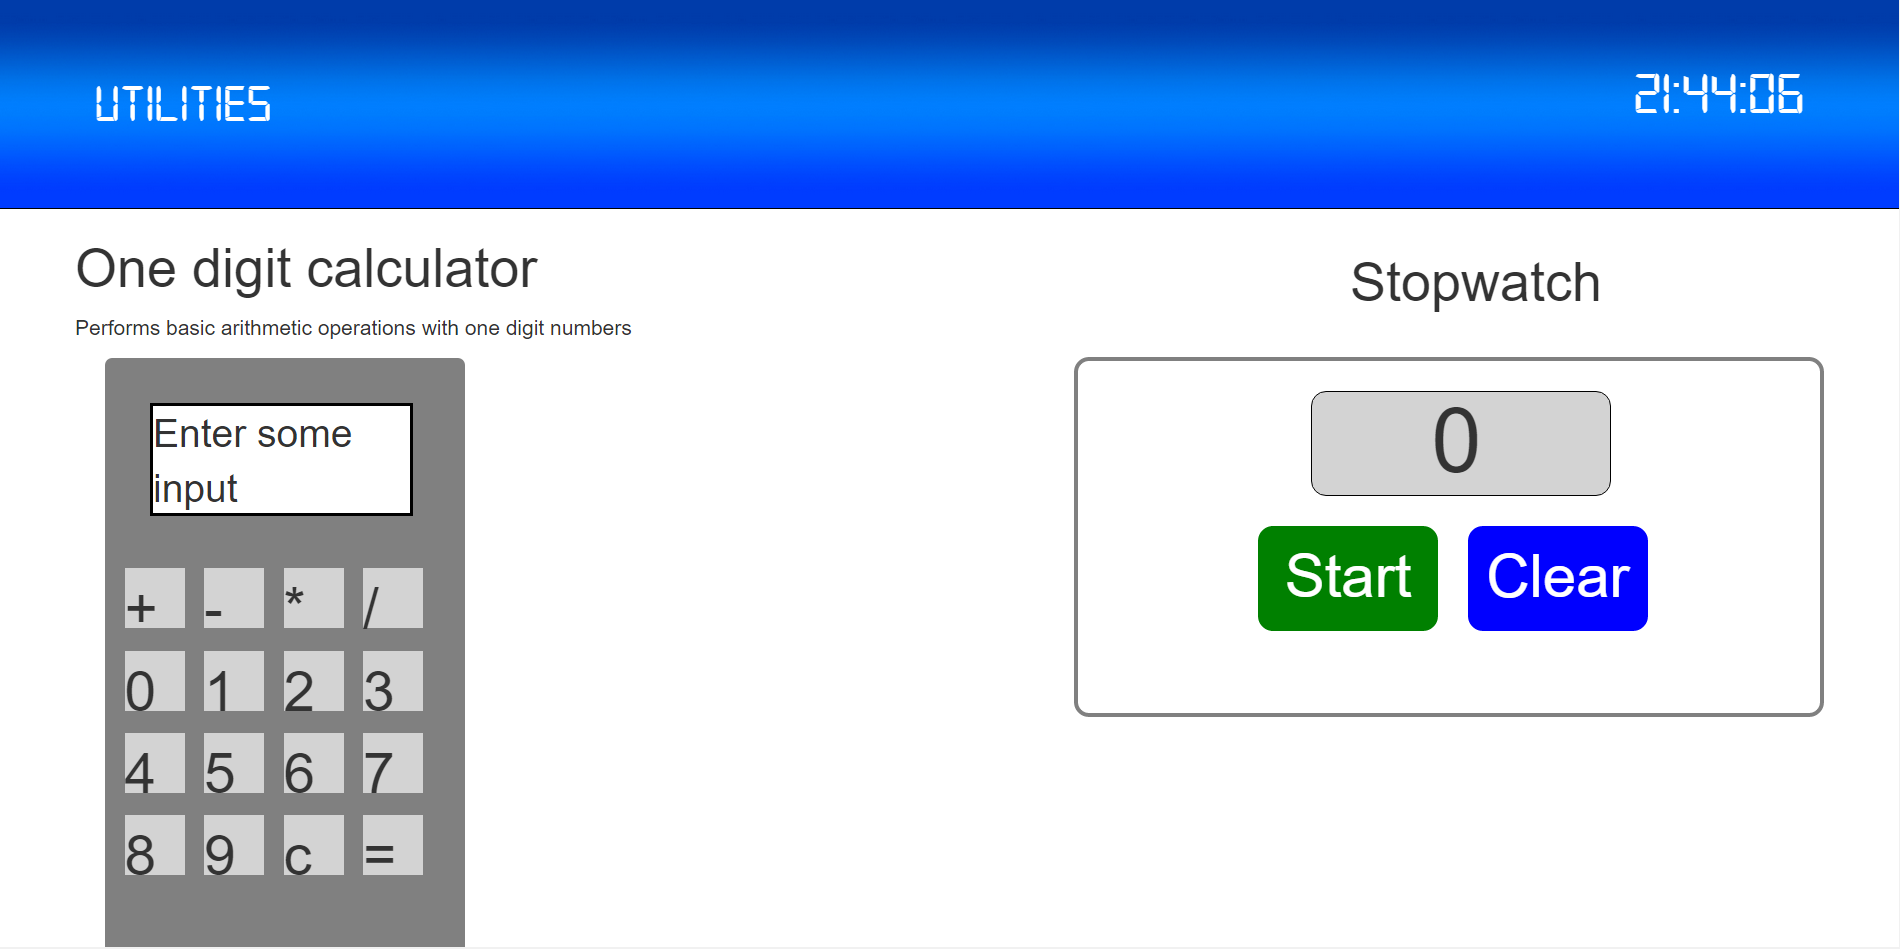 UTILITIES
21:44:06
One digit calculator
Performs basic arithmetic operations with one digit numbers
Enter some
input
+ - * /
0 1 2 3
4 5 6 7
8 9 c =
Stopwatch
0
Start Clear